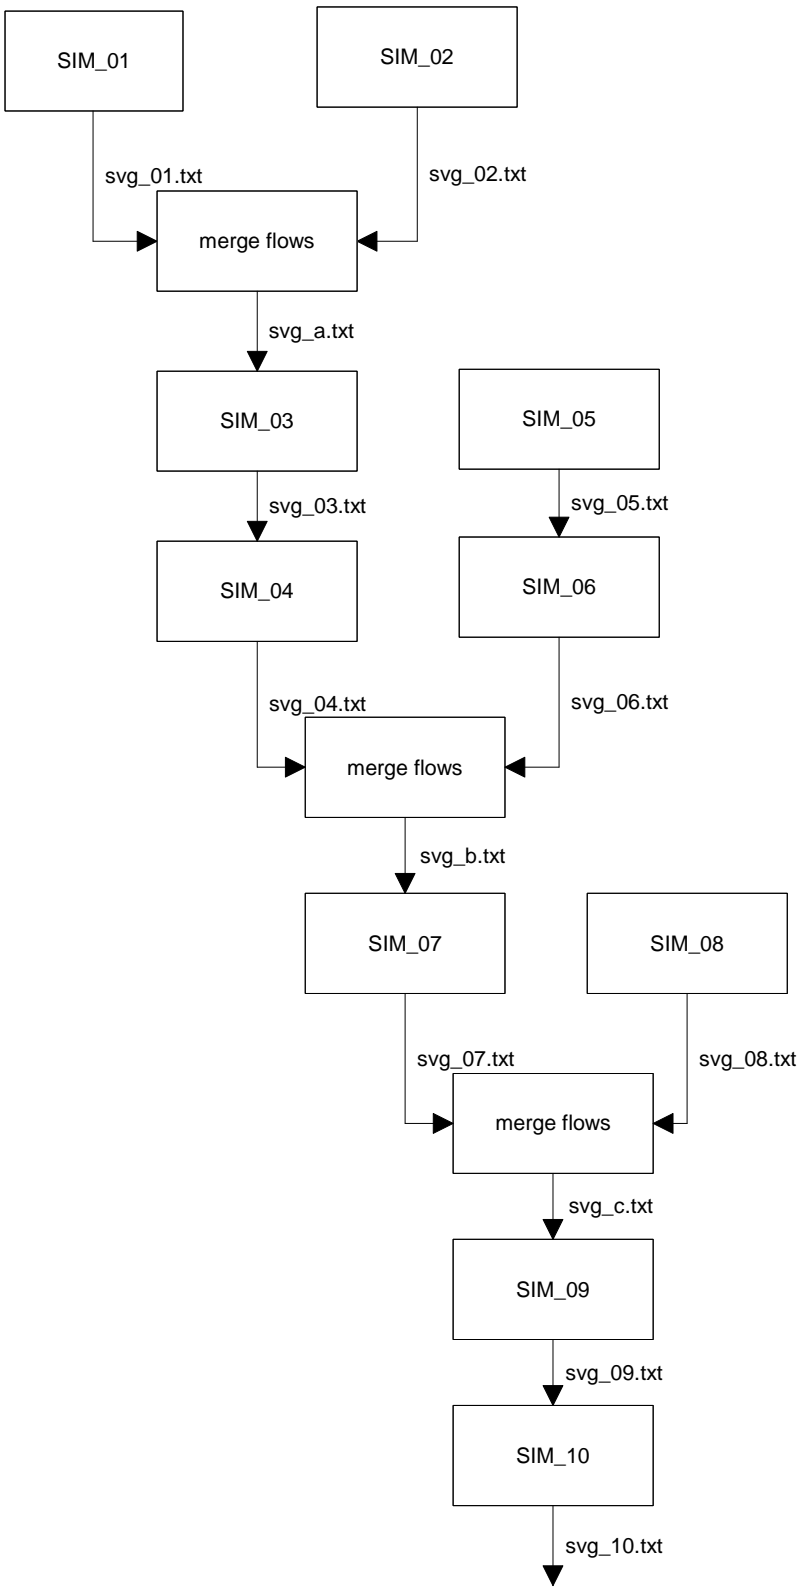 SIM_01
SIM_02
svg_01.txt
svg_02.txt
merge flows
svg_a.txt
SIM_03
SIM_05
svg_03.txt
svg_05.txt
SIM_04
SIM_06
svg_04.txt
svg_06.txt
merge flows
svg_b.txt
SIM_07
SIM_08
svg_07.txt
svg_08.txt
merge flows
svg_c.txt
SIM_09
svg_09.txt
SIM_10
svg_10.txt